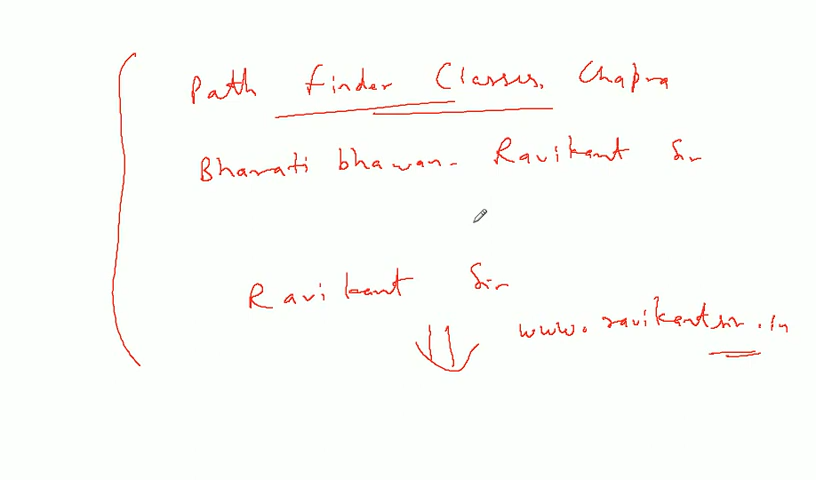 Path finder Classes, Chapra
Bharati bhawan - Ravikant Sir
Ravikant Sir
www.ravikantsir.in